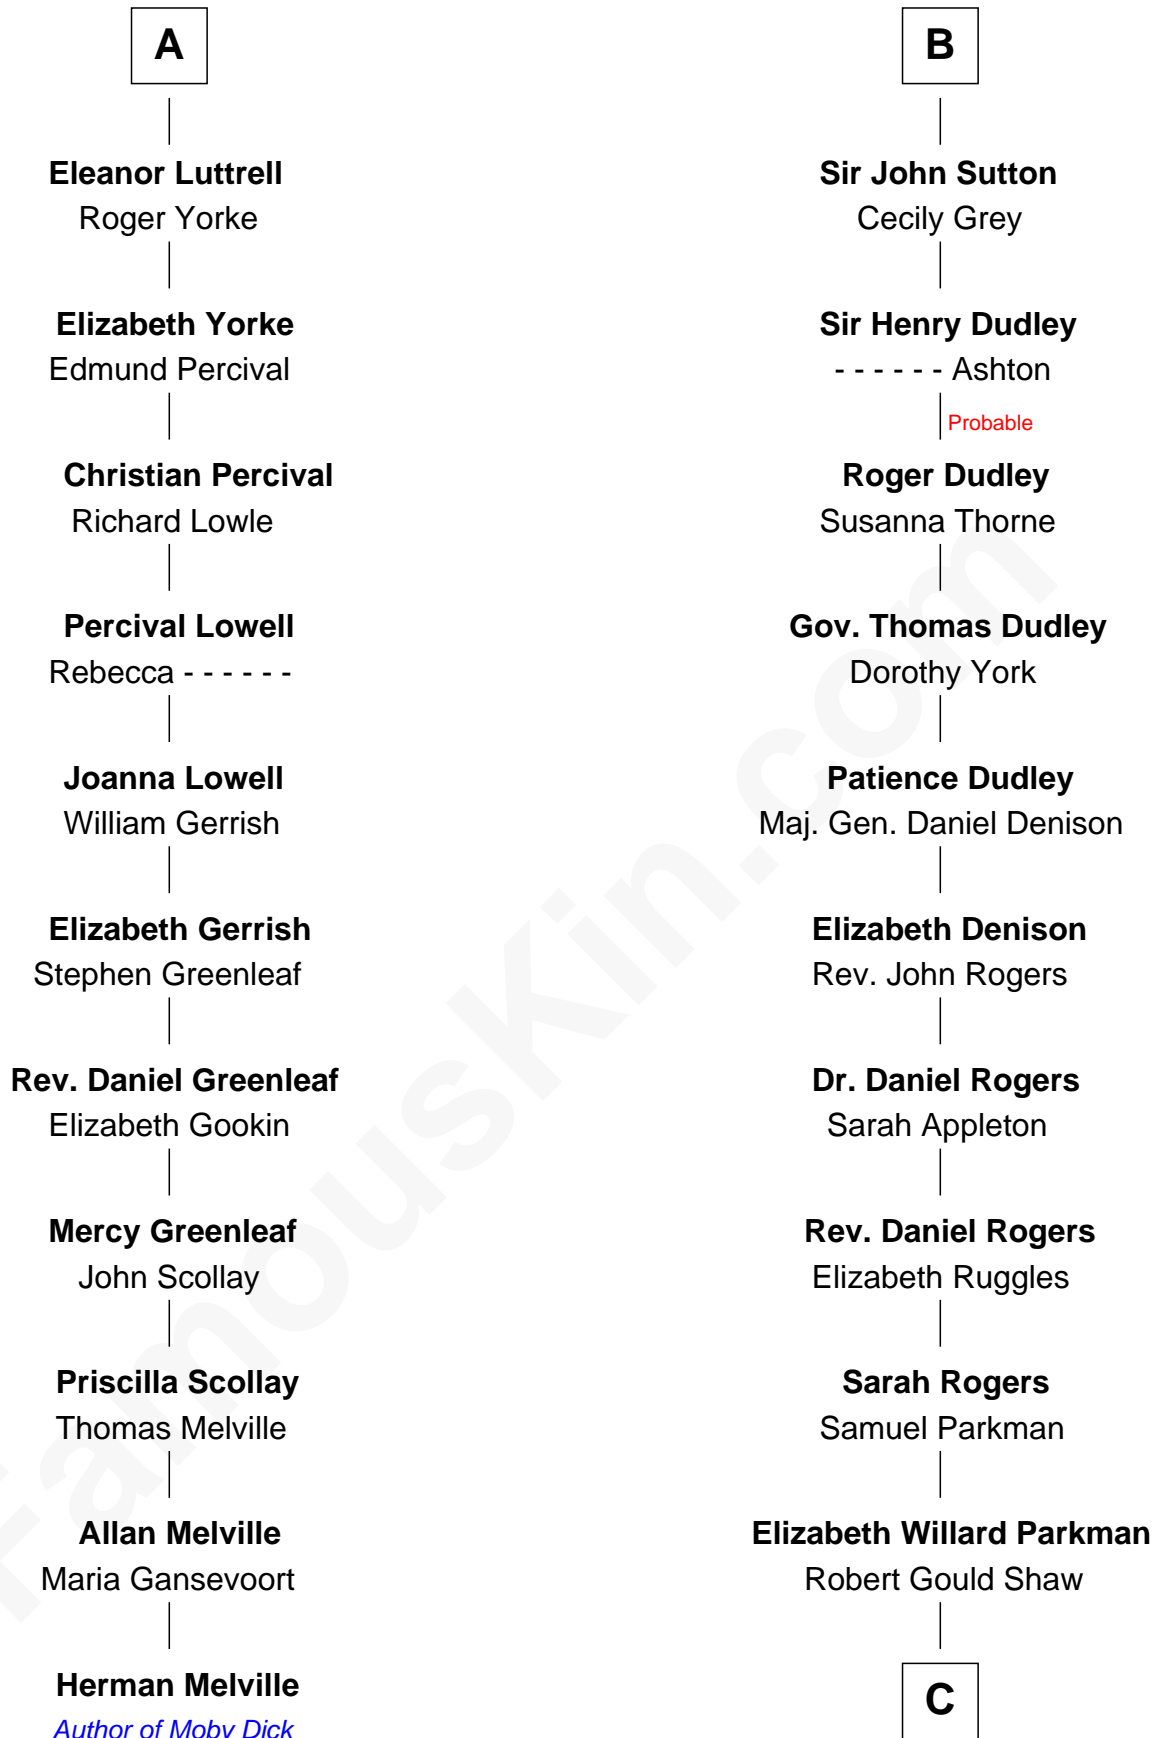 A
Eleanor Luttrell
Roger Yorke
Elizabeth Yorke
Edmund Percival
Christian Percival
Richard Lowle
Percival Lowell
Rebecca - - - - - -
Joanna Lowell
William Gerrish
Elizabeth Gerrish
Stephen Greenleaf
Rev. Daniel Greenleaf
Elizabeth Gookin
Mercy Greenleaf
John Scollay
Priscilla Scollay
Thomas Melville
Allan Melville
Maria Gansevoort
Herman Melville
Author of Moby Dick
B
Sir John Sutton
Cecily Grey
Sir Henry Dudley
- - - - - - Ashton
Probable
Roger Dudley
Susanna Thorne
Gov. Thomas Dudley
Dorothy York
Patience Dudley
Maj. Gen. Daniel Denison
Elizabeth Denison
Rev. John Rogers
Dr. Daniel Rogers
Sarah Appleton
Rev. Daniel Rogers
Elizabeth Ruggles
Sarah Rogers
Samuel Parkman
Elizabeth Willard Parkman
Robert Gould Shaw
C
FamousKin.com